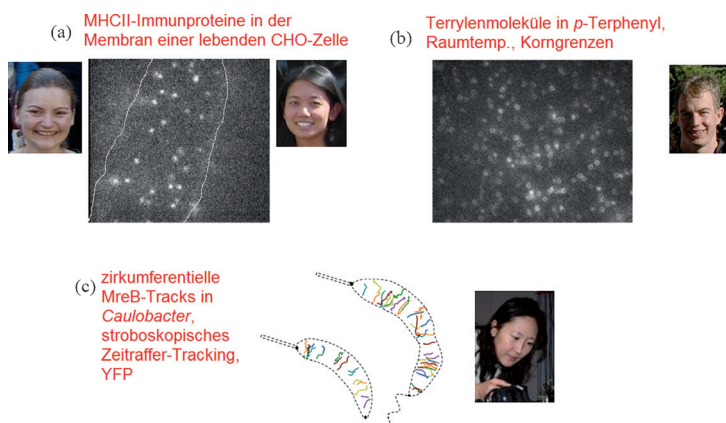 (a) MHCII-Immunproteine in der
Membran einer lebenden CHO-Zelle
(b) Terrylenmoleküle in p-Terphenyl,
Raumtemp., Korngrenzen
(c) zirkumferentielle
MreB-Tracks in
Caulobacter,
stroboskopisches
Zeitraffer-Tracking,
YFP